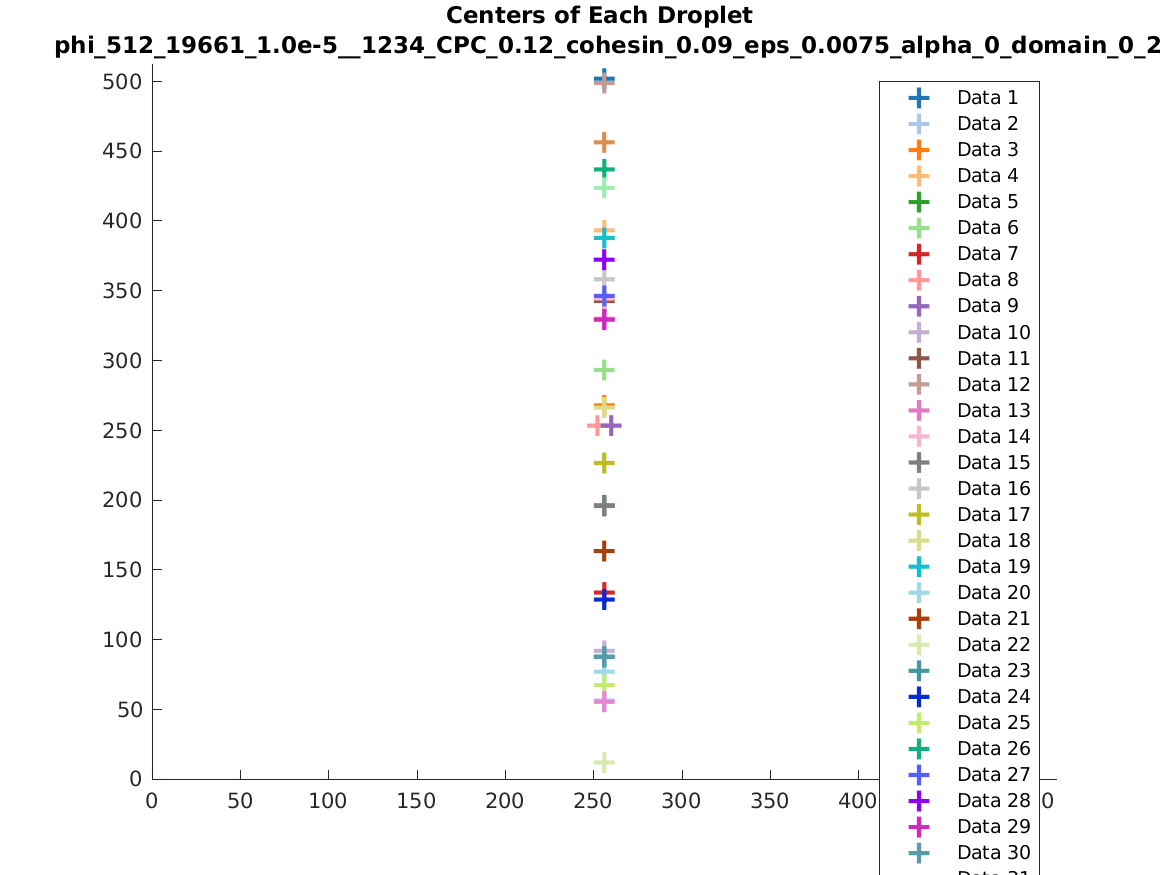 Centers of Each Droplet
phi_512_19661_1.0e-5__1234_CPC_0.12_cohesin_0.09_eps_0.0075_alpha_0_domain_0_2
500
450
400
350
300
250
200
150
100
50
0
0 50 100 150 200 250 300 350 400 0
Data 1
Data 2
Data 3
Data 4
Data 5
Data 6
Data 7
Data 8
Data 9
Data 10
Data 11
Data 12
Data 13
Data 14
Data 15
Data 16
Data 17
Data 18
Data 19
Data 20
Data 21
Data 22
Data 23
Data 24
Data 25
Data 26
Data 27
Data 28
Data 29
Data 30